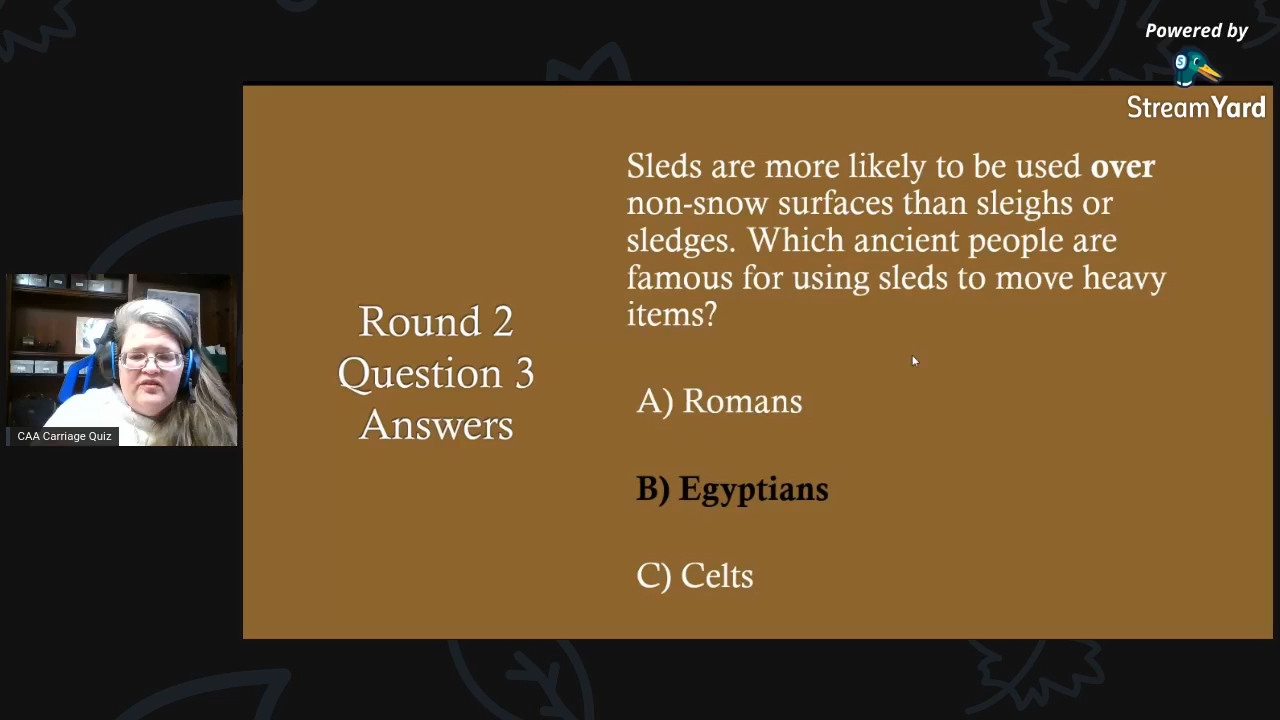 Powered by
StreamYard
Sleds are more likely to be used over
non-snow surfaces than sleighs or
sledges. Which ancient people are
famous for using sleds to move heavy
items?
Round 2
Question 3
Answers
A) Romans
B) Egyptians
C) Celts
CAA Carriage Quiz